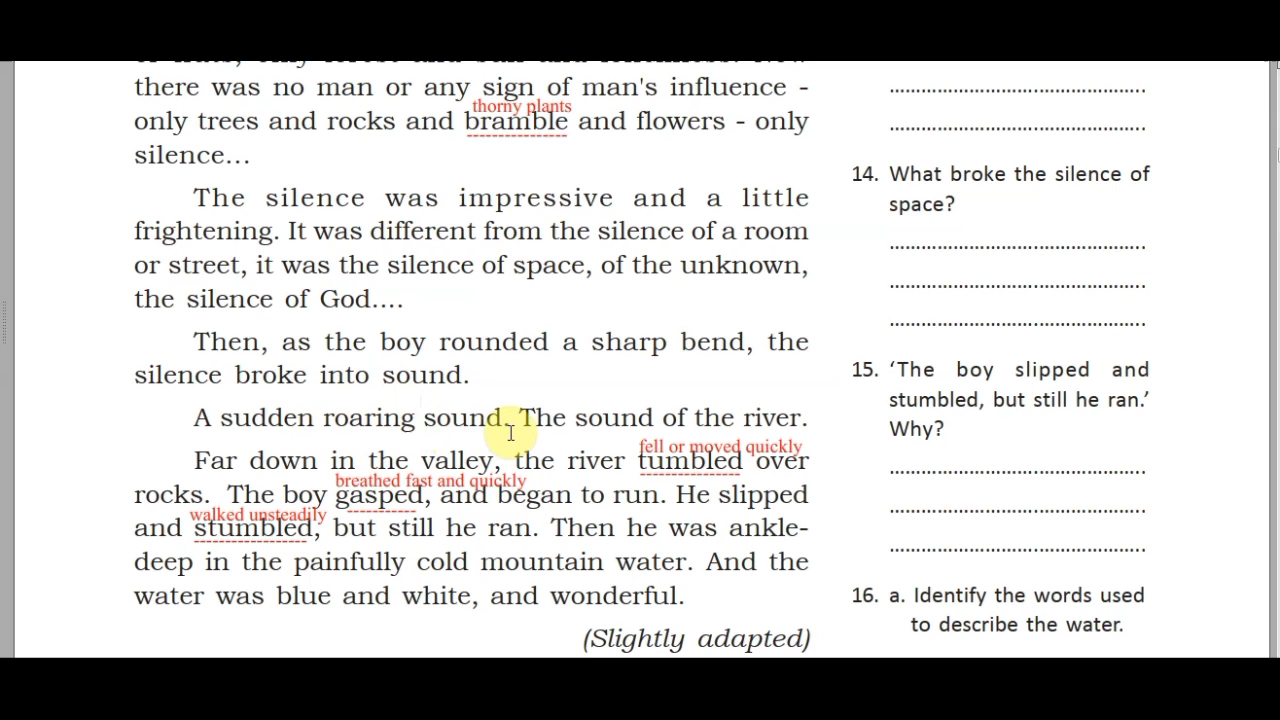 there was no man or any sign of man's influence -
thorny plants
only trees and rocks and bramble and flowers - only
silence...
The silence was impressive and a little
frightening. It was different from the silence of a room
or street, it was the silence of space, of the unknown,
the silence of God....
Then, as the boy rounded a sharp bend, the
silence broke into sound.
A sudden roaring sound. The sound of the river.
fell or moved quickly
Far down in the valley, the river tumbled over
breathed fast and quickly
rocks. The boy gasped, and began to run. He slipped
walked unsteadily
and stumbled, but still he ran. Then he was ankle-
deep in the painfully cold mountain water. And the
water was blue and white, and wonderful.
(Slightly adapted)
14. What broke the silence of
space?
15. ‘The boy slipped and
stumbled, but still he ran.’
Why?
16. a. Identify the words used
to describe the water.